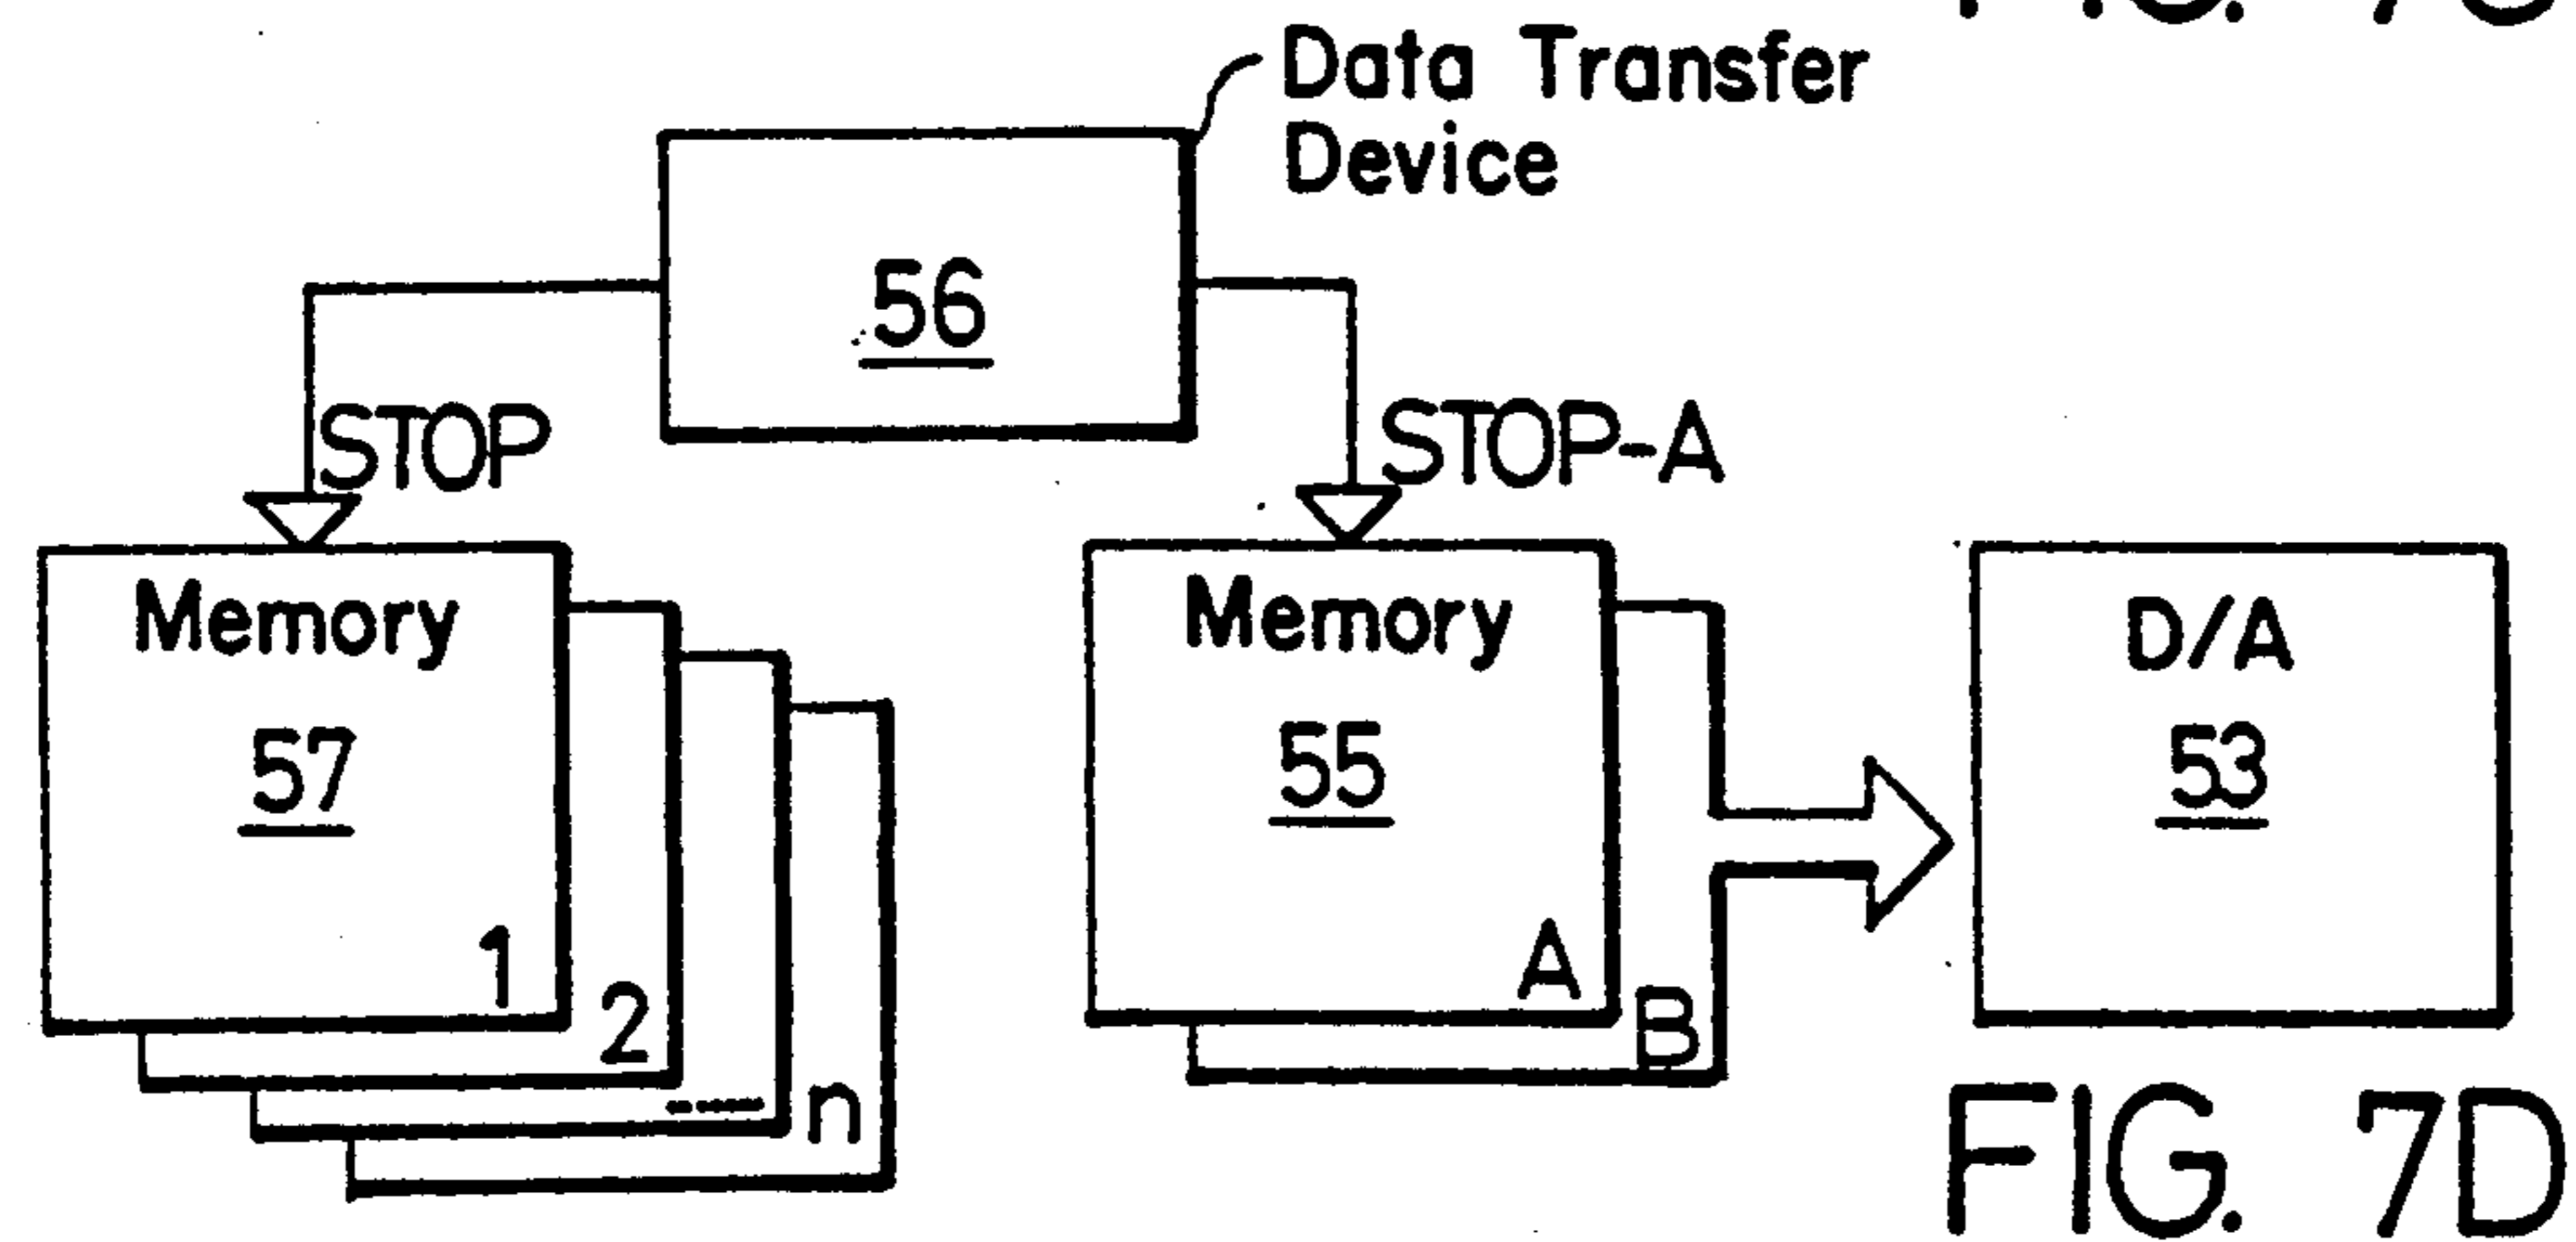 Data Transfer
Device
56
STOP
STOP-A
Memory
57
1
2
n
Memory
55
A
B
D/A
53
FIG. 7D